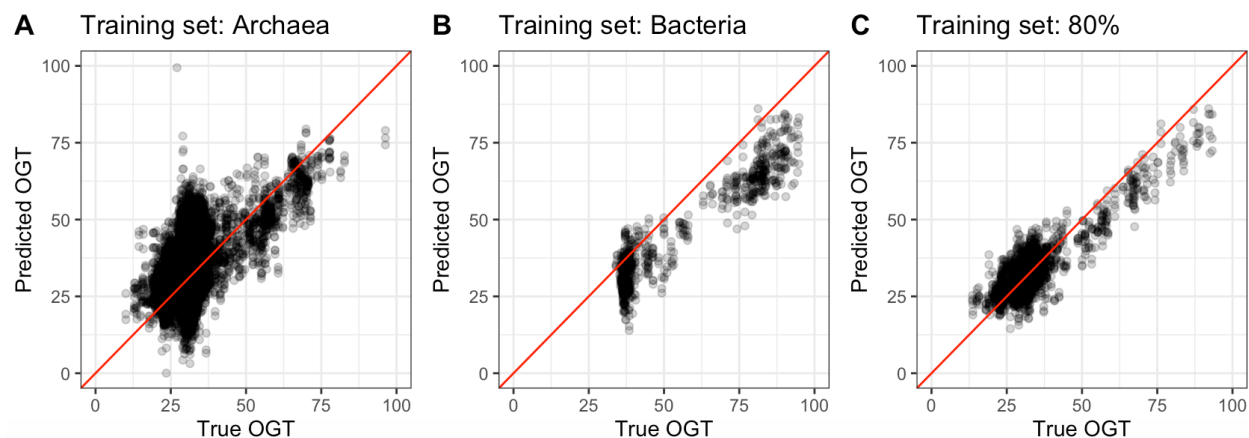 A Training set: Archaea
100
75
50
25
0
Predicted OGT
0 25 50 75 100
True OGT
B Training set: Bacteria
100
75
50
25
0
Predicted OGT
0 25 50 75 100
True OGT
C Training set: 80%
100
75
50
25
0
Predicted OGT
0 25 50 75 100
True OGT